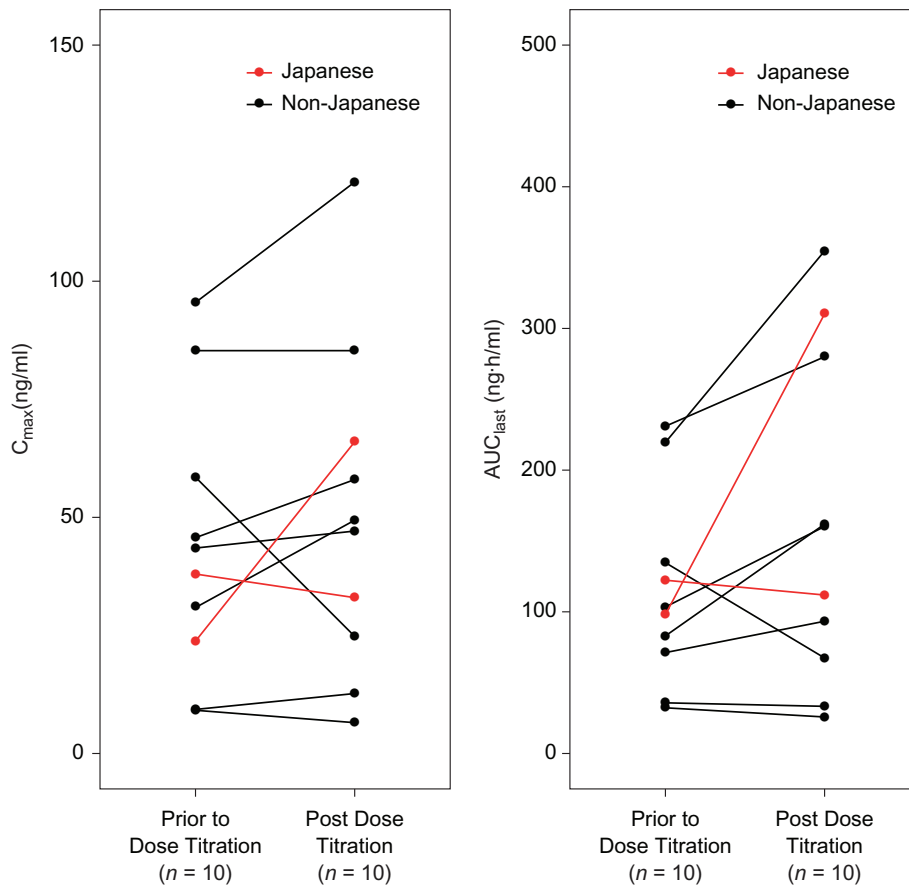 150
100
50
0
Cmax(ng/ml)
Japanese
Non-Japanese
Prior to
Dose Titration
(n = 10)
Post Dose
Titration
(n = 10)
500
400
300
200
100
0
AUClast (ng·h/ml)
Japanese
Non-Japanese
Prior to
Dose Titration
(n = 10)
Post Dose
Titration
(n = 10)